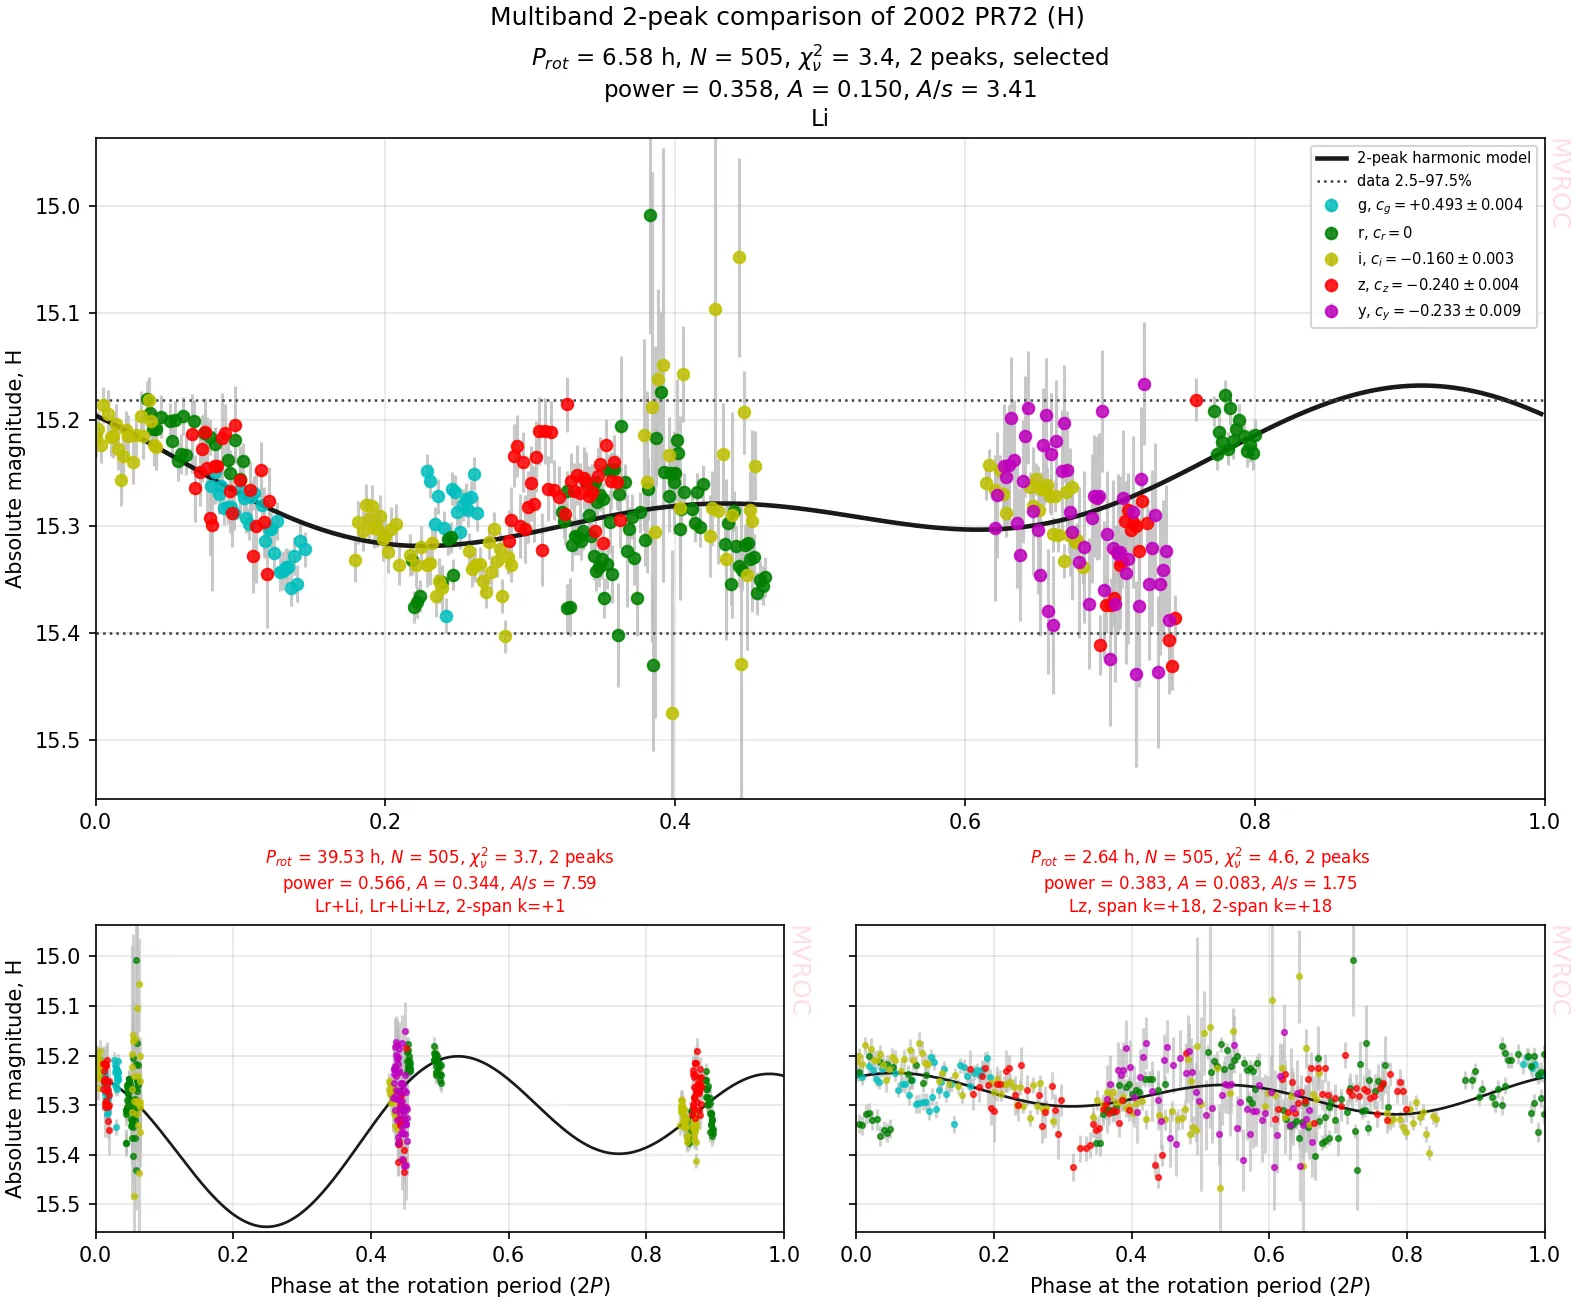 Multiband 2-peak comparison of 2002 PR72 (H)
P_rot = 6.58 h, N = 505, χ²_ν = 3.4, 2 peaks, selected
power = 0.358, A = 0.150, A/s = 3.41
Li
MVROC
2-peak harmonic model
data 2.5–97.5%
g, c_g = +0.493 ± 0.004
r, c_r = 0
i, c_i = −0.160 ± 0.003
z, c_z = −0.240 ± 0.004
y, c_y = −0.233 ± 0.009
Absolute magnitude, H
15.0
15.1
15.2
15.3
15.4
15.5
0.0 0.2 0.4 0.6 0.8 1.0
P_rot = 39.53 h, N = 505, χ²_ν = 3.7, 2 peaks
power = 0.566, A = 0.344, A/s = 7.59
Lr+Li, Lr+Li+Lz, 2-span k=+1
MVROC
Absolute magnitude, H
15.0
15.1
15.2
15.3
15.4
15.5
0.0 0.2 0.4 0.6 0.8 1.0
Phase at the rotation period (2P)
P_rot = 2.64 h, N = 505, χ²_ν = 4.6, 2 peaks
power = 0.383, A = 0.083, A/s = 1.75
Lz, span k=+18, 2-span k=+18
MVROC
0.0 0.2 0.4 0.6 0.8 1.0
Phase at the rotation period (2P)